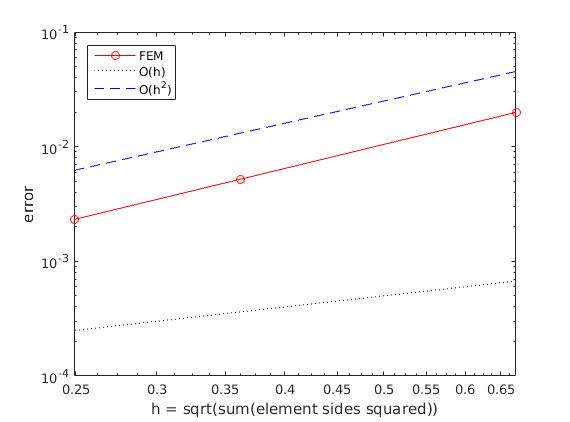 10^-1
FEM
O(h)
O(h^2)
10^-2
error
10^-3
10^-4
0.25 0.3 0.35 0.4 0.45 0.5 0.55 0.6 0.65
h = sqrt(sum(element sides squared))